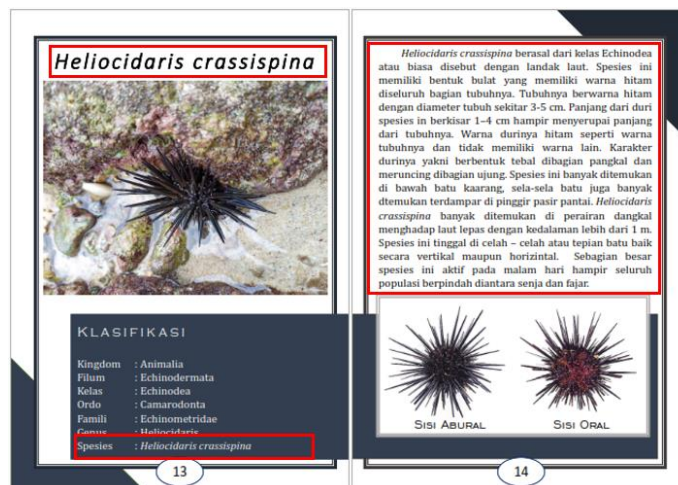 Heliocidaris crassispina
KLASIFIKASI
Kingdom : Animalia
Filum : Echinodermata
Kelas : Echinodea
Ordo : Camarodonta
Famili : Echinometridae
Genus : Heliocidaris
Spesies : Heliocidaris crassispina
13
Heliocidaris crassispina berasal dari kelas Echinodea
atau biasa disebut dengan landak laut. Spesies ini
memiliki bentuk bulat yang memiliki warna hitam
diseluruh bagian tubuhnya. Tubuhnya berwarna hitam
dengan diameter tubuh sekitar 3-5 cm. Panjang dari duri
spesies in berkisar 1–4 cm hampir menyerupai panjang
dari tubuhnya. Warna durinya hitam seperti warna
tubuhnya dan tidak memiliki warna lain. Karakter
durinya yakni berbentuk tebal dibagian pangkal dan
meruncing dibagian ujung. Spesies ini banyak ditemukan
di bawah batu kaarang, sela-sela batu juga banyak
dtemukan terdampar di pinggir pasir pantai. Heliocidaris
crassispina banyak ditemukan di perairan dangkal
menghadap laut lepas dengan kedalaman lebih dari 1 m.
Spesies ini tinggal di celah – celah atau tepian batu baik
secara vertikal maupun horizintal. Sebagian besar
spesies ini aktif pada malam hari hampir seluruh
populasi berpindah diantara senja dan fajar.
SISI ABURAL SISI ORAL
14